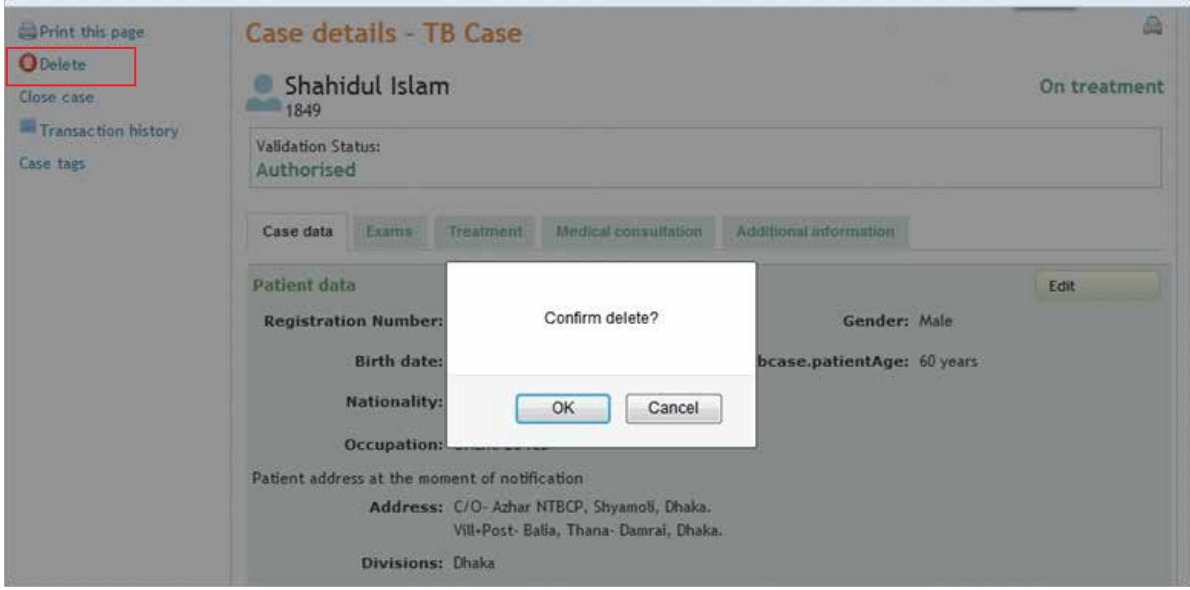 Print this page
Delete
Close case
Transaction history
Case tags
Case details - TB Case
Shahidul Islam
1849
On treatment
Validation Status:
Authorised
Case data Exams Treatment Medical consultation Additional information
Patient data
Edit
Registration Number:
Gender: Male
Birth date:
bcase.patientAge: 60 years
Nationality:
Occupation:
Confirm delete?
OK Cancel
Patient address at the moment of notification
Address: C/O- Azhar NTBCP, Shyamoli, Dhaka.
Vill+Post- Balia, Thana- Damrai, Dhaka.
Divisions: Dhaka